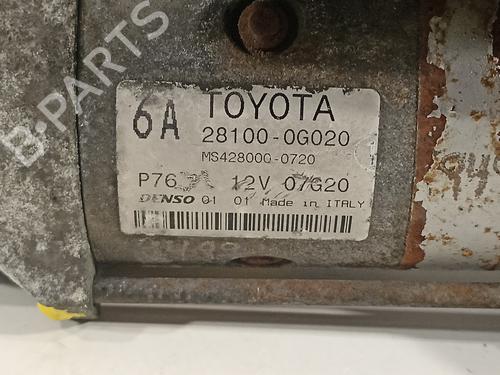 B-PARTS
6A TOYOTA
28100-0G020
MS428000-0720
P76 12V 07G20
DENSO 01 01 Made in ITALY